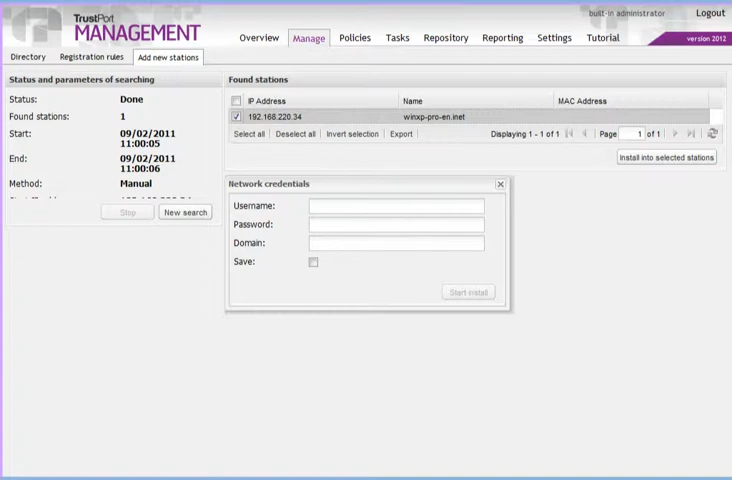 TrustPort
MANAGEMENT
built-in administrator
Logout
Overview
Manage
Policies
Tasks
Repository
Reporting
Settings
Tutorial
version 2012
Directory
Registration rules
Add new stations
Status and parameters of searching
Status: Done
Found stations: 1
Start: 09/02/2011
11:00:05
End: 09/02/2011
11:00:06
Method: Manual
Stop
New search
Found stations
IP Address Name MAC Address
192.168.220.34 winxp-pro-en.inet
Select all Deselect all Invert selection Export Displaying 1 - 1 of 1 Page 1 of 1
Install into selected stations
Network credentials
Username:
Password:
Domain:
Save:
Start install